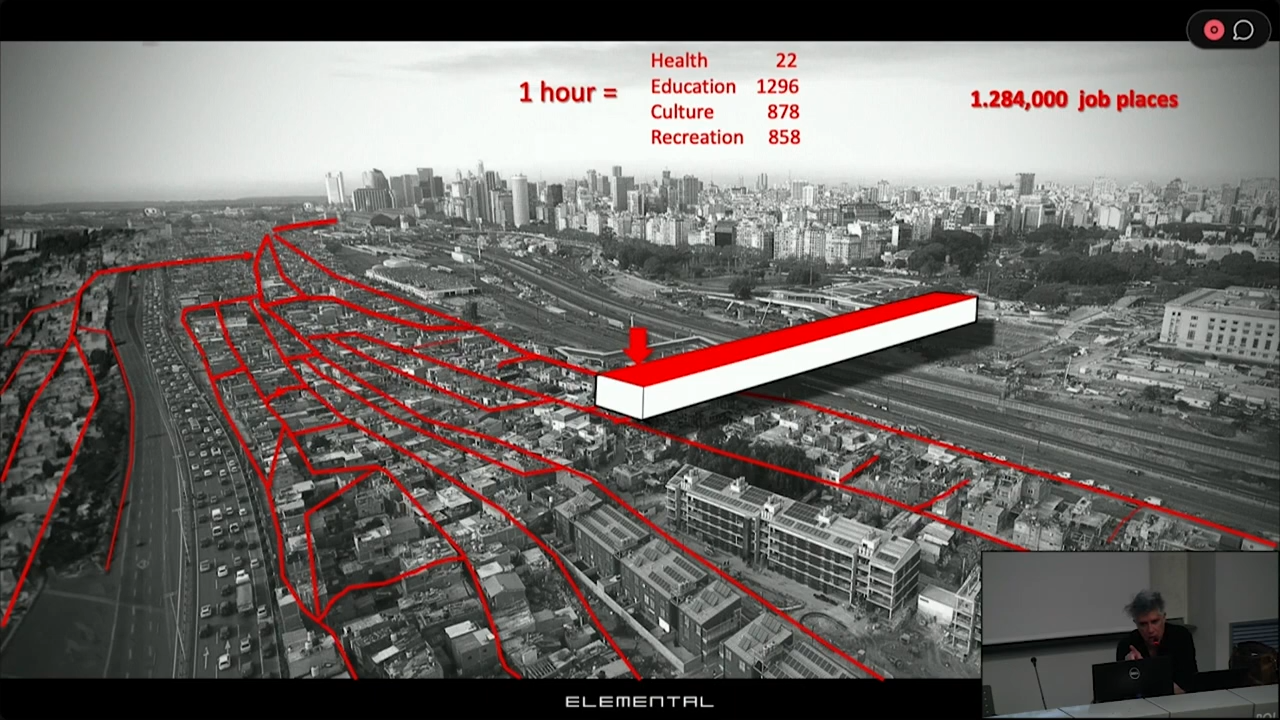 1 hour =
Health 22
Education 1296
Culture 878
Recreation 858
1.284,000 job places
ELEMENTAL